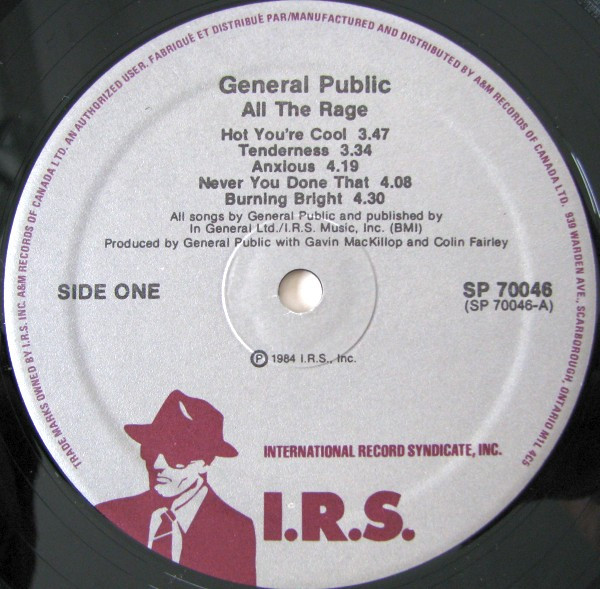 TRADE MARKS OWNED BY I.R.S. INC. A&M RECORDS OF CANADA LTD. AN AUTHORIZED USER. FABRIQUÉ ET DISTRIBUÉ PAR/MANUFACTURED AND DISTRIBUTED BY A&M RECORDS OF CANADA LTD. 939 WARDEN AVE., SCARBOROUGH, ONTARIO M1L 4C5
General Public
All The Rage
Hot You're Cool 3.47
Tenderness 3.34
Anxious 4.19
Never You Done That 4.08
Burning Bright 4.30
All songs by General Public and published by
In General Ltd./I.R.S. Music, Inc. (BMI)
Produced by General Public with Gavin MacKillop and Colin Fairley
SIDE ONE
SP 70046
(SP 70046-A)
Ⓟ 1984 I.R.S., Inc.
INTERNATIONAL RECORD SYNDICATE, INC.
I.R.S.